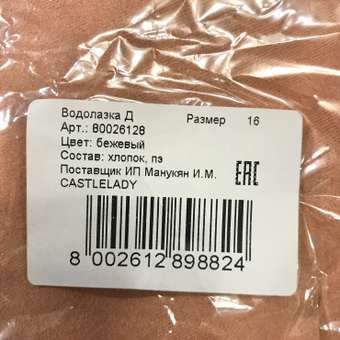 Водолазка Д Размер 16
Арт.: 80026128
Цвет: бежевый
Состав: хлопок, пэ
Поставщик ИП Манукян И.М.
CASTLELADY
EAC
8 002612 898824